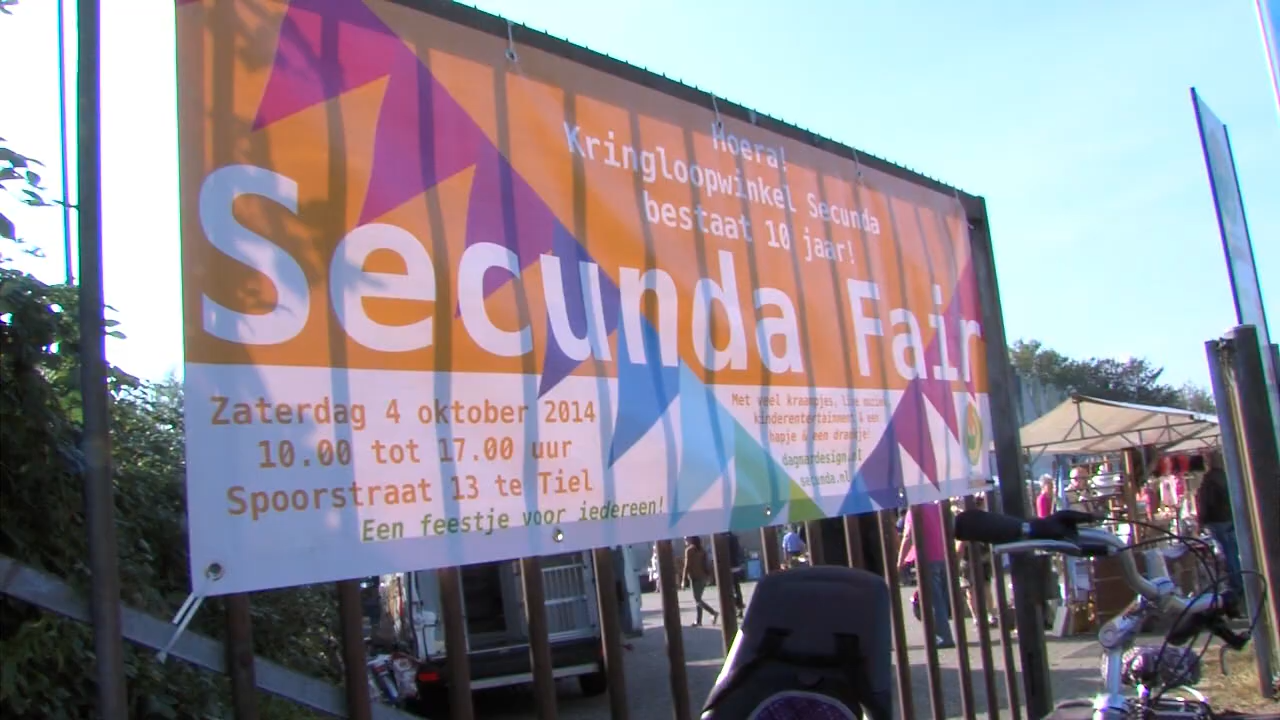 Hoera!
Kringloopwinkel Secunda
bestaat 10 jaar!
Secunda Fair
Zaterdag 4 oktober 2014
10.00 tot 17.00 uur
Spoorstraat 13 te Tiel
Een feestje voor iedereen!
Met veel kraampjes, live muziek,
kinderentertainment & een
hapje & een drankje!
dagmardesign.nl
secunda.nl